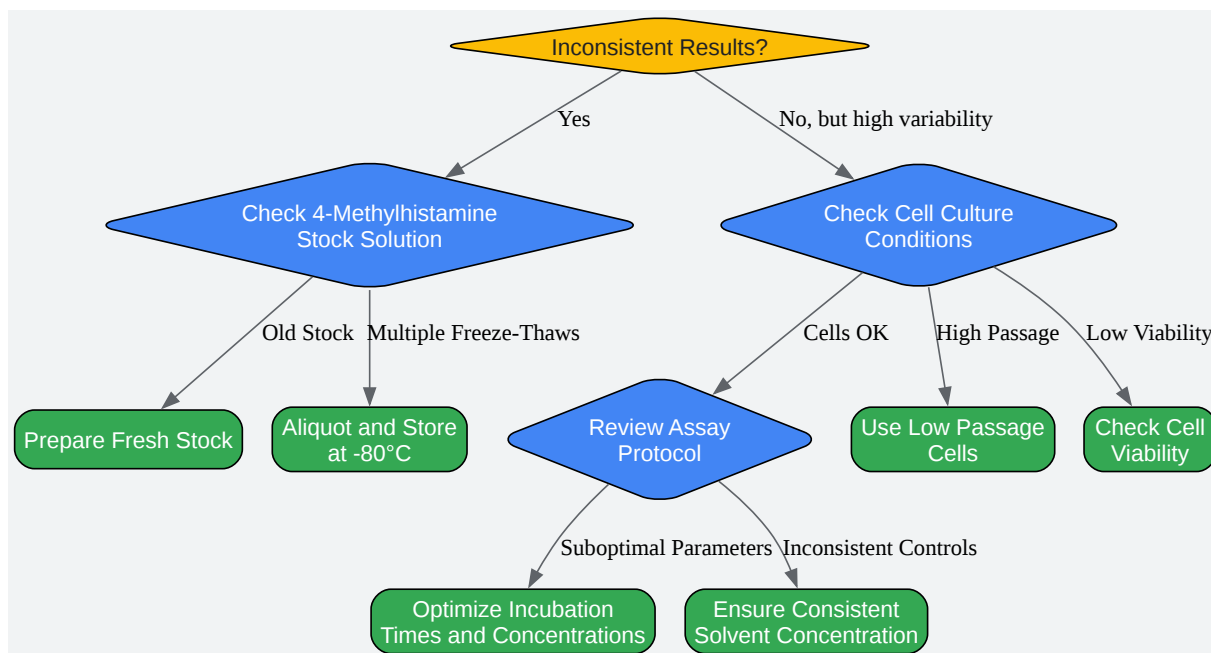 Inconsistent Results?
Yes
No, but high variability
Check 4-Methylhistamine
Stock Solution
Check Cell Culture
Conditions
Old Stock
Multiple Freeze-Thaws
Cells OK
High Passage
Low Viability
Prepare Fresh Stock
Aliquot and Store
at -80°C
Review Assay
Protocol
Use Low Passage
Cells
Check Cell
Viability
Suboptimal Parameters
Inconsistent Controls
Optimize Incubation
Times and Concentrations
Ensure Consistent
Solvent Concentration